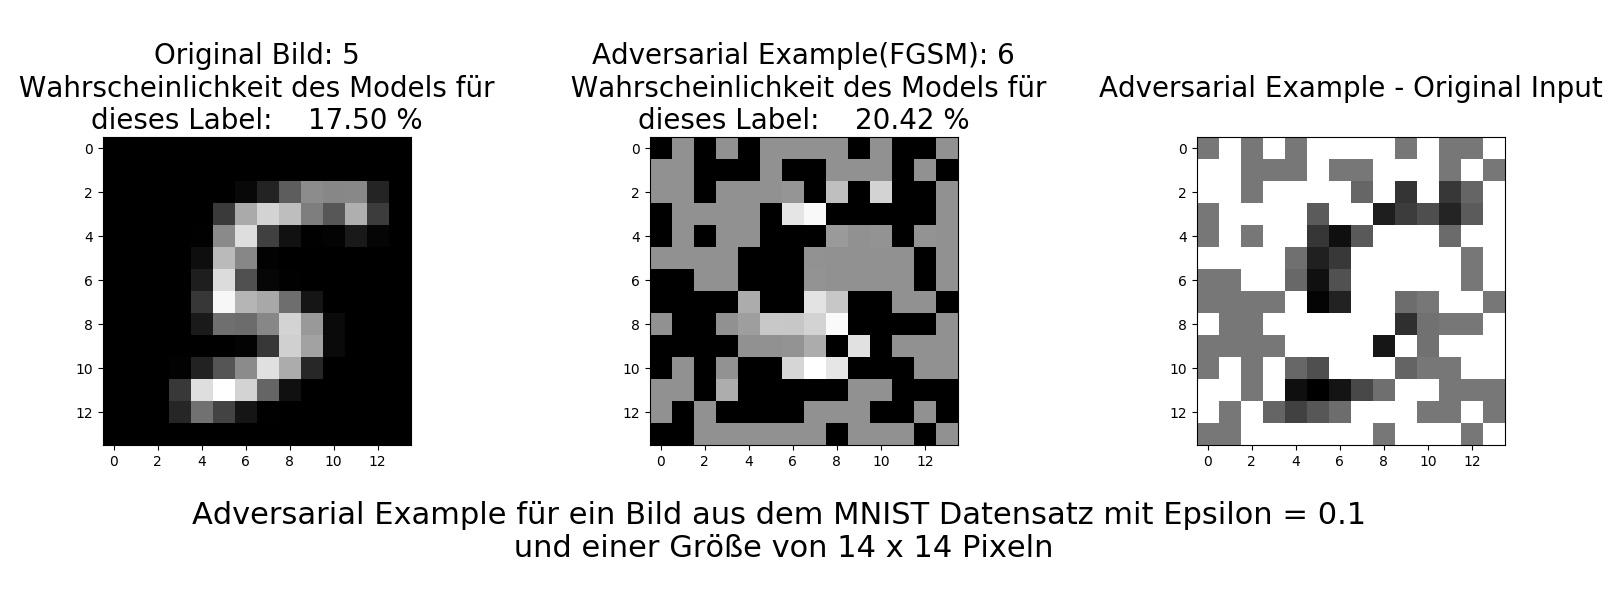 Original Bild: 5
Wahrscheinlichkeit des Models für
dieses Label: 17.50 %
Adversarial Example(FGSM): 6
Wahrscheinlichkeit des Models für
dieses Label: 20.42 %
Adversarial Example - Original Input
0
2
4
6
8
10
12
0 2 4 6 8 10 12
0
2
4
6
8
10
12
0 2 4 6 8 10 12
0
2
4
6
8
10
12
0 2 4 6 8 10 12
Adversarial Example für ein Bild aus dem MNIST Datensatz mit Epsilon = 0.1
und einer Größe von 14 x 14 Pixeln